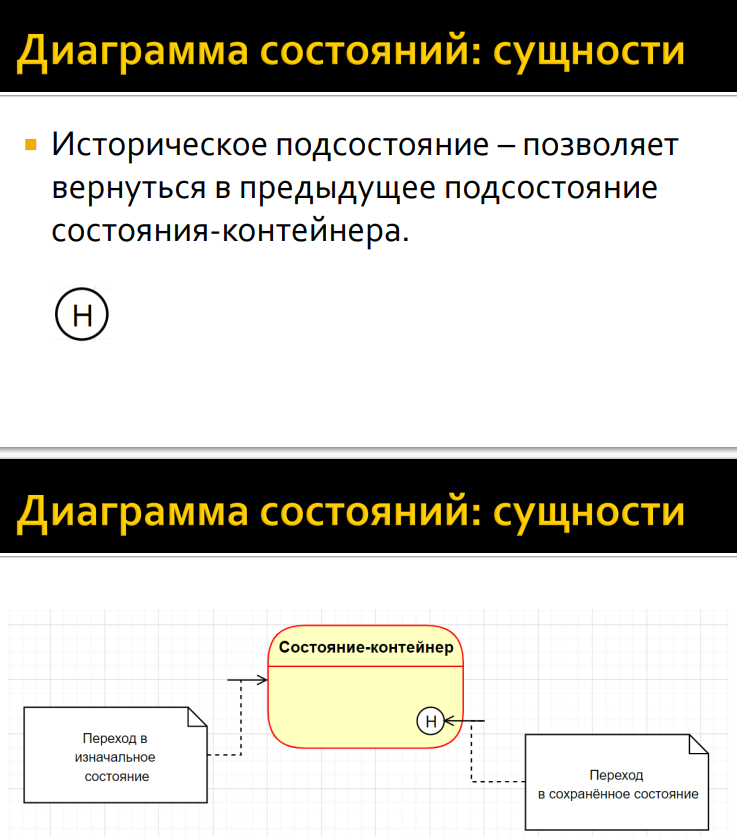 Диаграмма состояний: сущности
Историческое подсостояние – позволяет
вернуться в предыдущее подсостояние
состояния-контейнера.
H
Диаграмма состояний: сущности
Состояние-контейнер
H
Переход в
изначальное
состояние
Переход
в сохранённое состояние